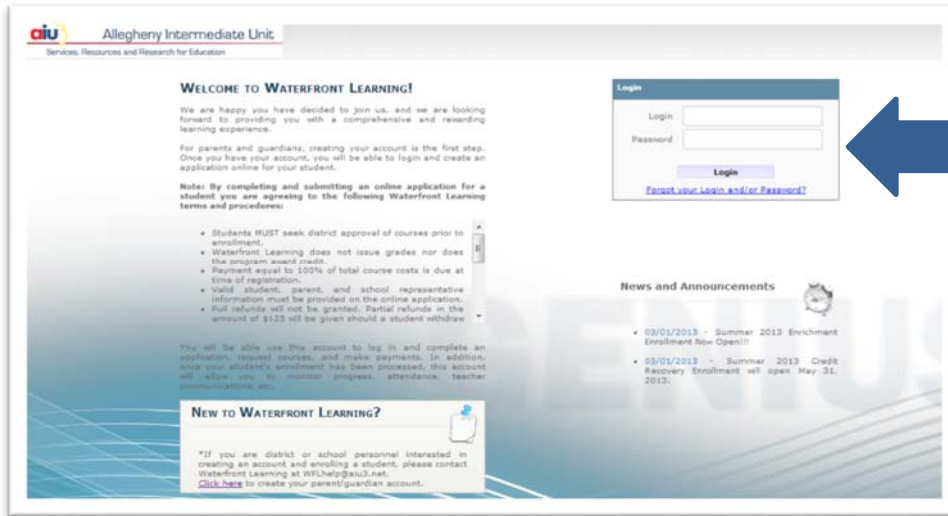 aiu
Allegheny Intermediate Unit
Services, Resources and Research for Education
WELCOME TO WATERFRONT LEARNING!
We are happy you have decided to join us, and we are looking
forward to providing you with a comprehensive and rewarding
learning experience.
For parents and guardians, creating your account is the first step.
Once you have your account, you will be able to login and create an
application online for your student.
Note: By completing and submitting an online application for a
student you are agreeing to the following Waterfront Learning
terms and procedures:
• Students MUST seek district approval of courses prior to
enrollment.
• Waterfront Learning does not issue grades nor does
the program award credit.
• Payment equal to 100% of total course costs is due at
time of registration.
• Valid student, parent, and school representative
information must be provided on the online application.
• Full refunds will not be granted. Partial refunds in the
amount of $125 will be given should a student withdraw
You will be able use this account to log in and complete an
application, request courses, and make payments. In addition,
once your student's enrollment has been processed, this account
will allow you to monitor progress, attendance, teacher
communications, etc.
NEW TO WATERFRONT LEARNING?
*If you are district or school personnel interested in
creating an account and enrolling a student, please contact
Waterfront Learning at WFLhelp@aiu3.net.
Click here to create your parent/guardian account.
Login
Login
Password
Login
Forgot your Login and/or Password?
News and Announcements
• 03/01/2013 - Summer 2013 Enrichment
Enrollment Now Open!!!
• 03/01/2013 - Summer 2013 Credit
Recovery Enrollment will open May 31,
2013.
GENIUS